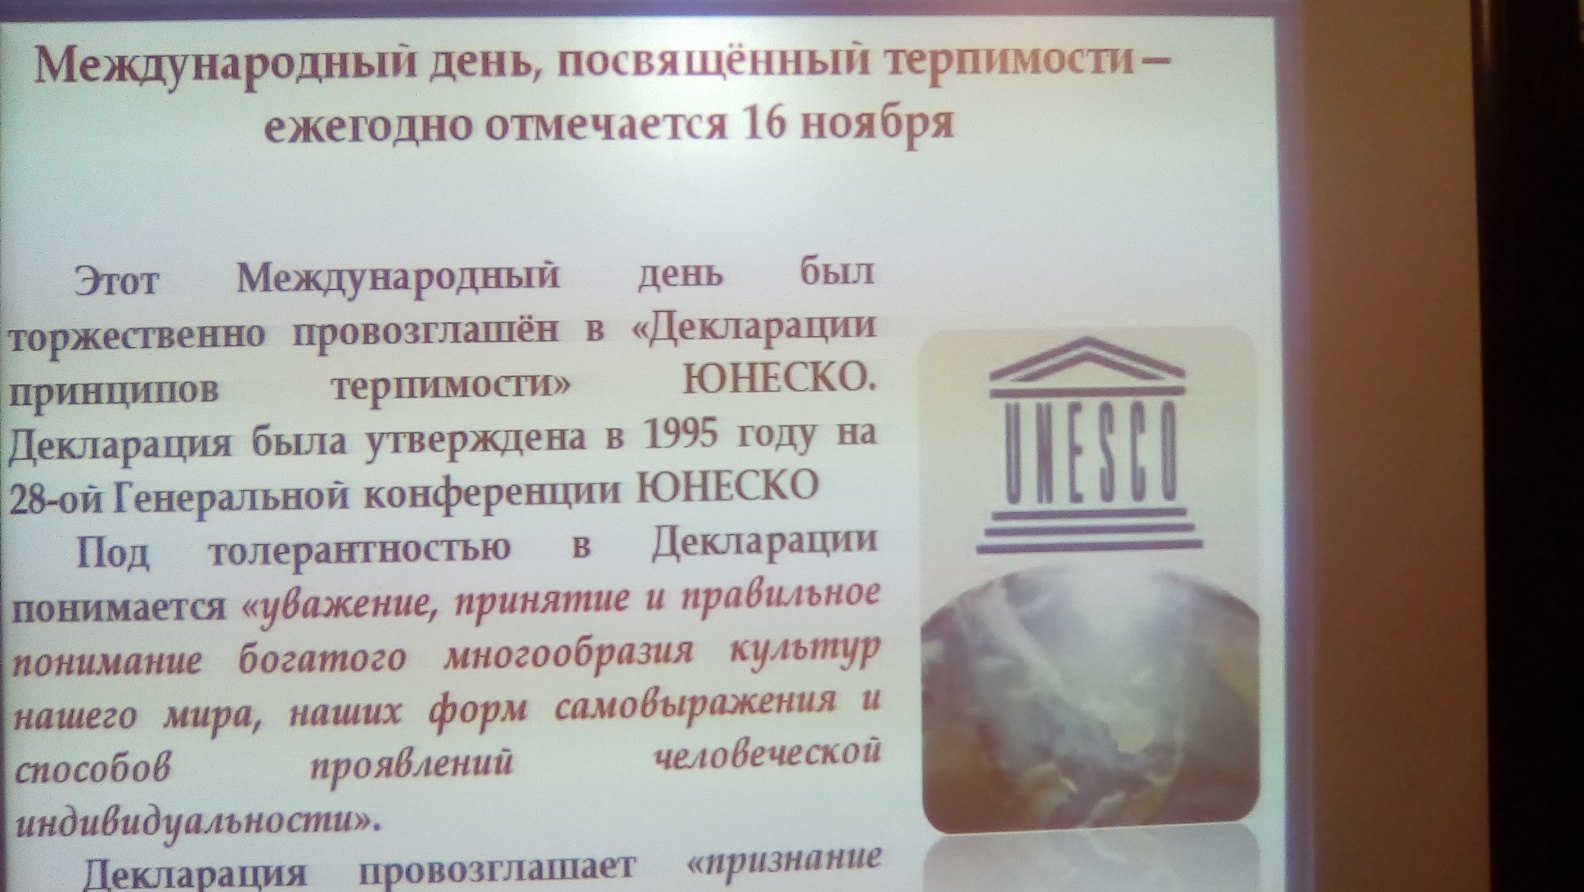 Международный день, посвящённый терпимости –
ежегодно отмечается 16 ноября
Этот Международный день был
торжественно провозглашён в «Декларации
принципов терпимости» ЮНЕСКО.
Декларация была утверждена в 1995 году на
28-ой Генеральной конференции ЮНЕСКО
Под толерантностью в Декларации
понимается «уважение, принятие и правильное
понимание богатого многообразия культур
нашего мира, наших форм самовыражения и
способов проявлений человеческой
индивидуальности».
Декларация провозглашает «признание
UNESCO